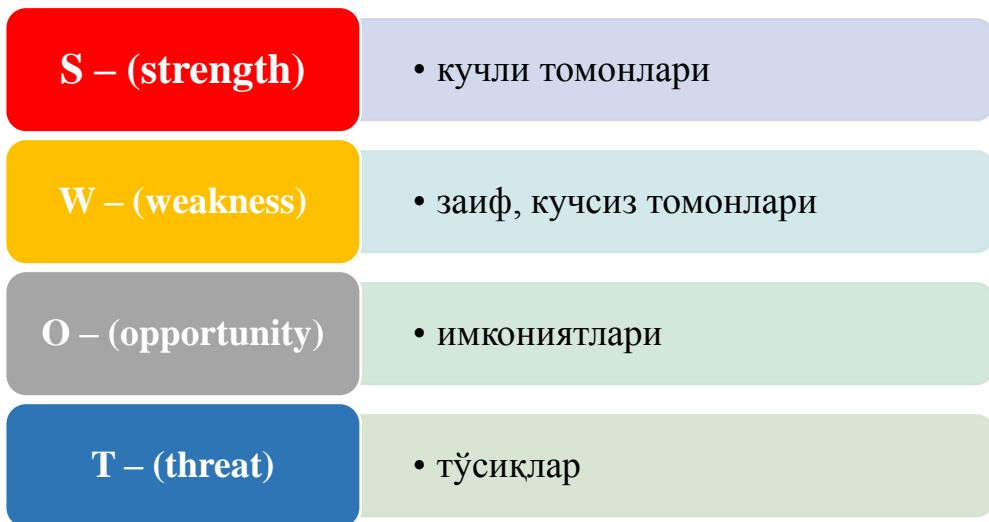 S – (strength)
• кучли томонлари
W – (weakness)
• заиф, кучсиз томонлари
O – (opportunity)
• имкониятлари
T – (threat)
• тўсиқлар